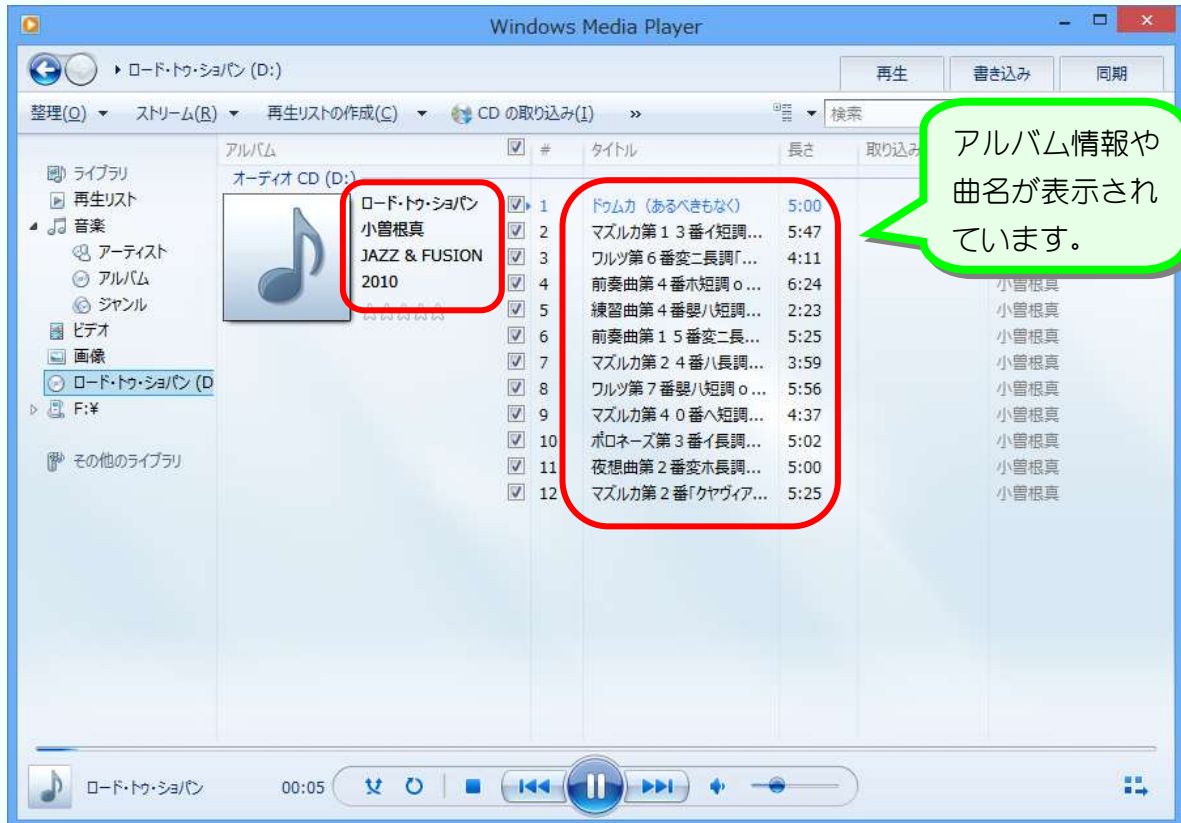 Windows Media Player
ロード・トゥ・ショパン (D:)
再生 書き込み 同期
整理(O) ストリーム(R) 再生リストの作成(C) CD の取り込み(I) » 検索
アルバム情報や
曲名が表示され
ています。
アルバム # タイトル 長さ 取り込み
ライブラリ
再生リスト
音楽
アーティスト
アルバム
ジャンル
ビデオ
画像
ロード・トゥ・ショパン (D
F:¥
その他のライブラリ
オーディオ CD (D:)
ロード・トゥ・ショパン
小曽根真
JAZZ & FUSION
2010
1 ドゥムカ (あるべきもなく) 5:00
2 マズルカ第13番イ短調... 5:47
3 ワルツ第6番変ニ長調「... 4:11
4 前奏曲第4番ホ短調 o... 6:24 小曽根真
5 練習曲第4番嬰ハ短調... 2:23 小曽根真
6 前奏曲第15番変ニ長... 5:25 小曽根真
7 マズルカ第24番ハ長調... 3:59 小曽根真
8 ワルツ第7番嬰ハ短調 o... 5:56 小曽根真
9 マズルカ第40番ヘ短調... 4:37 小曽根真
10 ポロネーズ第3番イ長調... 5:02 小曽根真
11 夜想曲第2番変ホ長調... 5:00 小曽根真
12 マズルカ第2番「クヤヴィア... 5:25 小曽根真
ロード・トゥ・ショパン 00:05